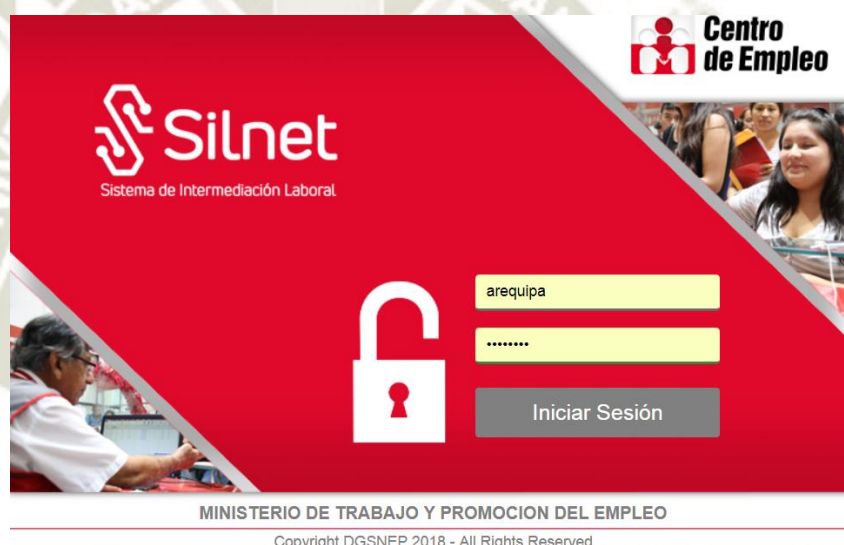 Centro
de Empleo
Silnet
Sistema de Intermediación Laboral
arequipa
••••••••
Iniciar Sesión
MINISTERIO DE TRABAJO Y PROMOCION DEL EMPLEO
Copyright DGSNEP 2018 - All Rights Reserved